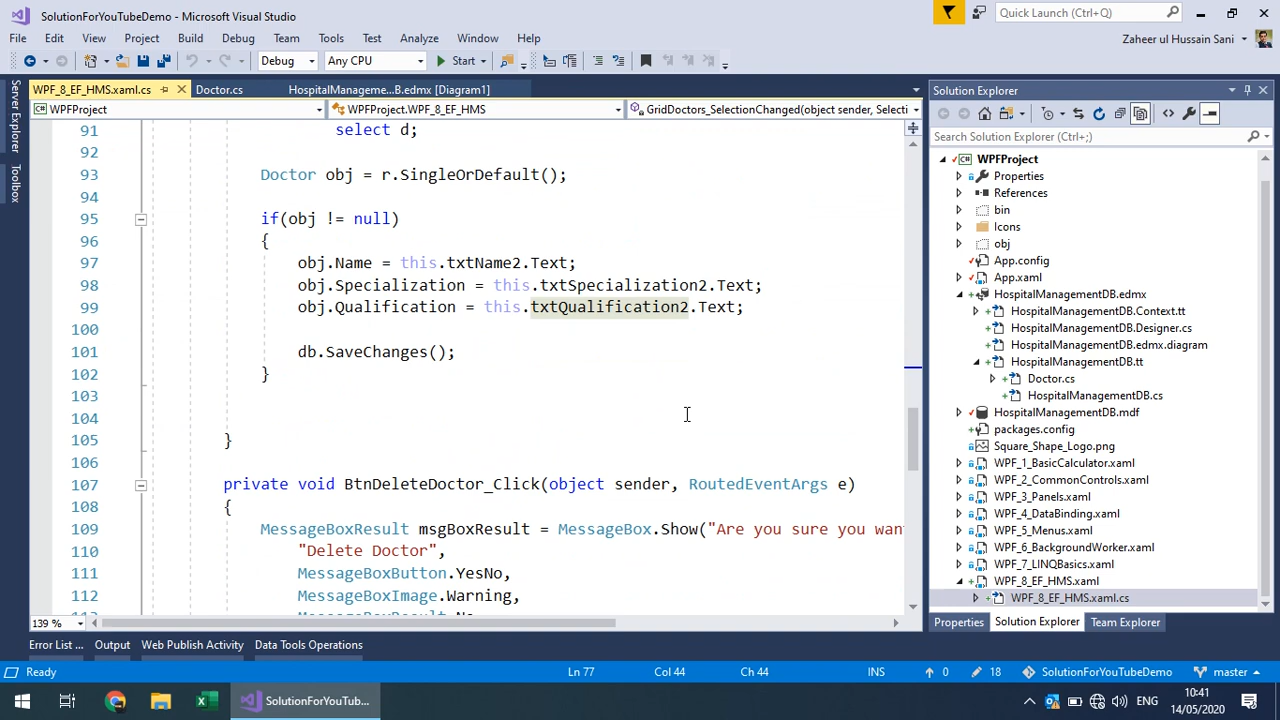 SolutionForYouTubeDemo - Microsoft Visual Studio
Quick Launch (Ctrl+Q)
File Edit View Project Build Debug Team Tools Test Analyze Window Help
Zaheer ul Hussain Sani
Debug Any CPU Start
Server Explorer
Toolbox
WPF_8_EF_HMS.xaml.cs Doctor.cs HospitalManageme...B.edmx [Diagram1]
WPFProject WPFProject.WPF_8_EF_HMS GridDoctors_SelectionChanged(object sender, Selecti
91 select d;
92
93 Doctor obj = r.SingleOrDefault();
94
95 if(obj != null)
96 {
97 obj.Name = this.txtName2.Text;
98 obj.Specialization = this.txtSpecialization2.Text;
99 obj.Qualification = this.txtQualification2.Text;
100
101 db.SaveChanges();
102 }
103
104
105 }
106
107 private void BtnDeleteDoctor_Click(object sender, RoutedEventArgs e)
108 {
109 MessageBoxResult msgBoxResult = MessageBox.Show("Are you sure you wan
110 "Delete Doctor",
111 MessageBoxButton.YesNo,
112 MessageBoxImage.Warning,
139 %
Error List ... Output Web Publish Activity Data Tools Operations
Solution Explorer
Search Solution Explorer (Ctrl+;)
WPFProject
Properties
References
bin
Icons
obj
App.config
App.xaml
HospitalManagementDB.edmx
HospitalManagementDB.Context.tt
HospitalManagementDB.Designer.cs
HospitalManagementDB.edmx.diagram
HospitalManagementDB.tt
Doctor.cs
HospitalManagementDB.cs
HospitalManagementDB.mdf
packages.config
Square_Shape_Logo.png
WPF_1_BasicCalculator.xaml
WPF_2_CommonControls.xaml
WPF_3_Panels.xaml
WPF_4_DataBinding.xaml
WPF_5_Menus.xaml
WPF_6_BackgroundWorker.xaml
WPF_7_LINQBasics.xaml
WPF_8_EF_HMS.xaml
WPF_8_EF_HMS.xaml.cs
Properties Solution Explorer Team Explorer
Ready Ln 77 Col 44 Ch 44 INS 0 18 SolutionForYouTubeDemo master
SolutionForYouTub...
ENG
10:41
14/05/2020